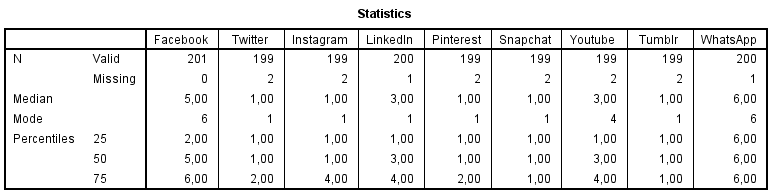 Statistics
Facebook Twitter Instagram LinkedIn Pinterest Snapchat Youtube Tumblr WhatsApp
N Valid 201 199 199 200 199 199 199 199 200
Missing 0 2 2 1 2 2 2 2 1
Median 5,00 1,00 1,00 3,00 1,00 1,00 3,00 1,00 6,00
Mode 6 1 1 1 1 1 4 1 6
Percentiles 25 2,00 1,00 1,00 1,00 1,00 1,00 1,00 1,00 6,00
50 5,00 1,00 1,00 3,00 1,00 1,00 3,00 1,00 6,00
75 6,00 2,00 4,00 4,00 2,00 1,00 4,00 1,00 6,00